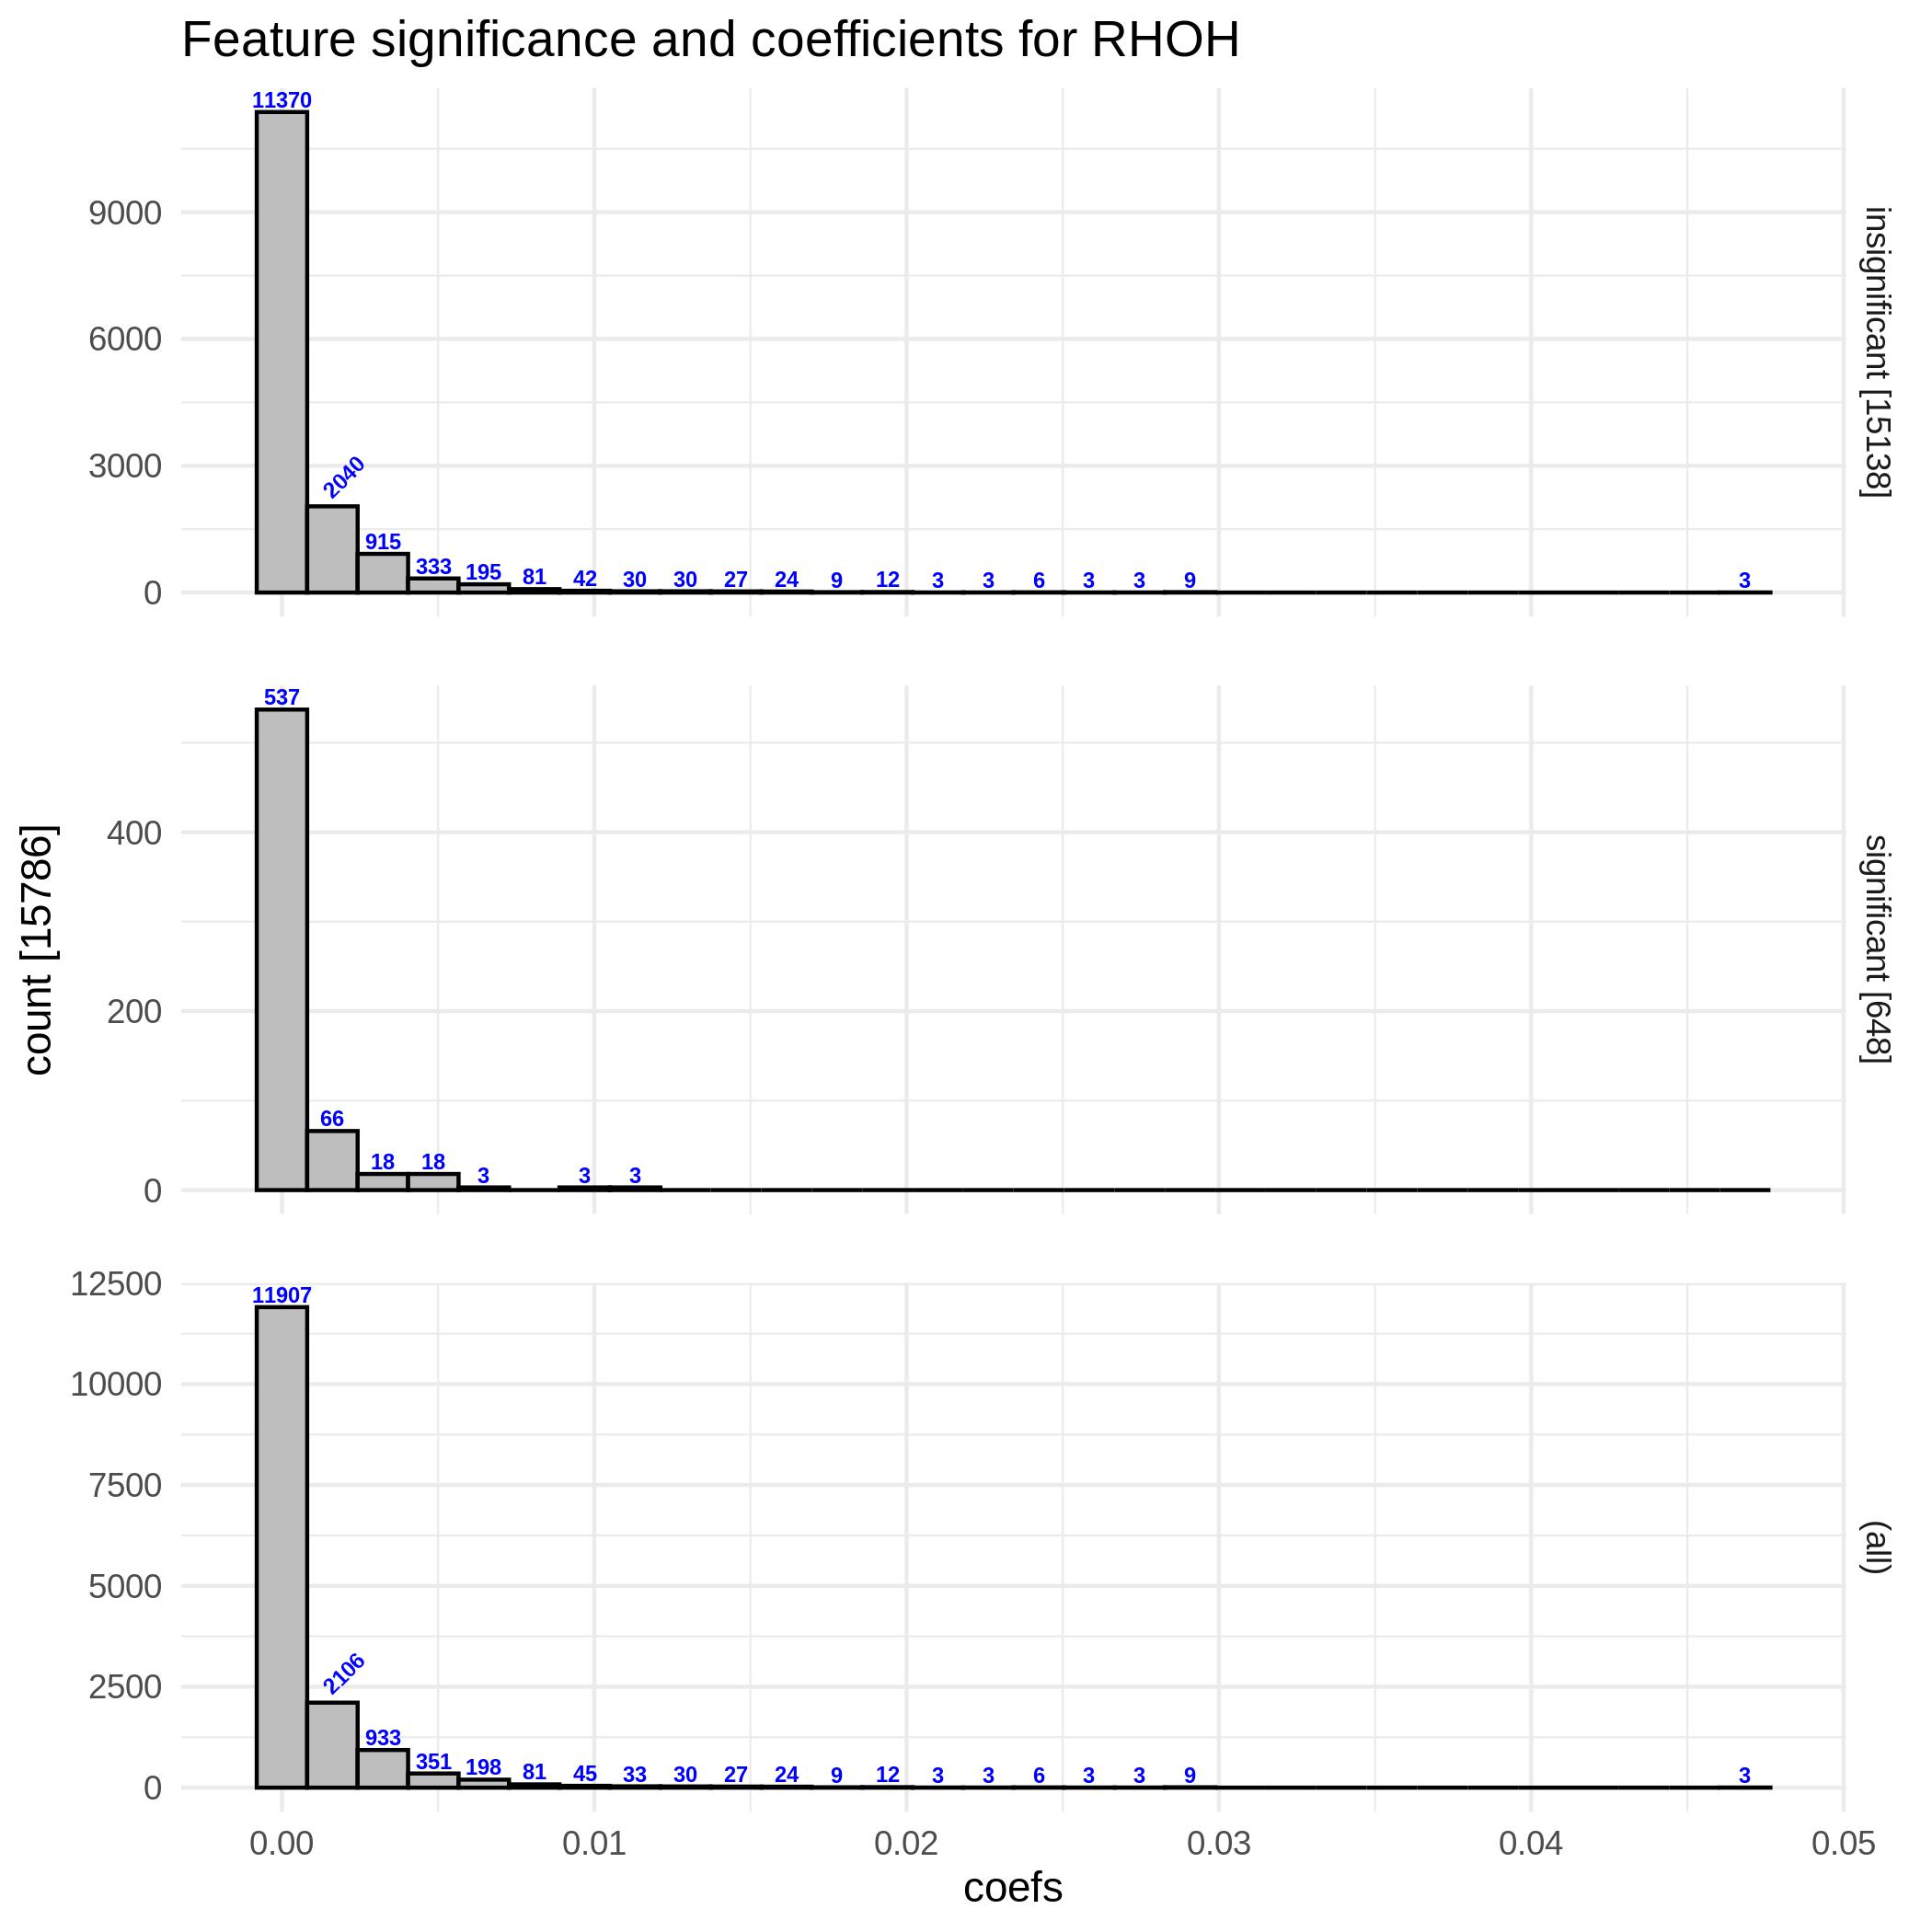 Feature significance and coefficients for RHOH
11370
9000
6000
3000
0
2040
915
333 195 81 42 30 30 27 24 9 12 3 3 6 3 3 9 3
insignificant [15138]
537
400
200
0
66
18 18 3 3 3
significant [648]
count [15786]
12500
11907
10000
7500
5000
2500
0
2106
933
351 198 81 45 33 30 27 24 9 12 3 3 6 3 3 9 3
(all)
0.00 0.01 0.02 0.03 0.04 0.05
coefs